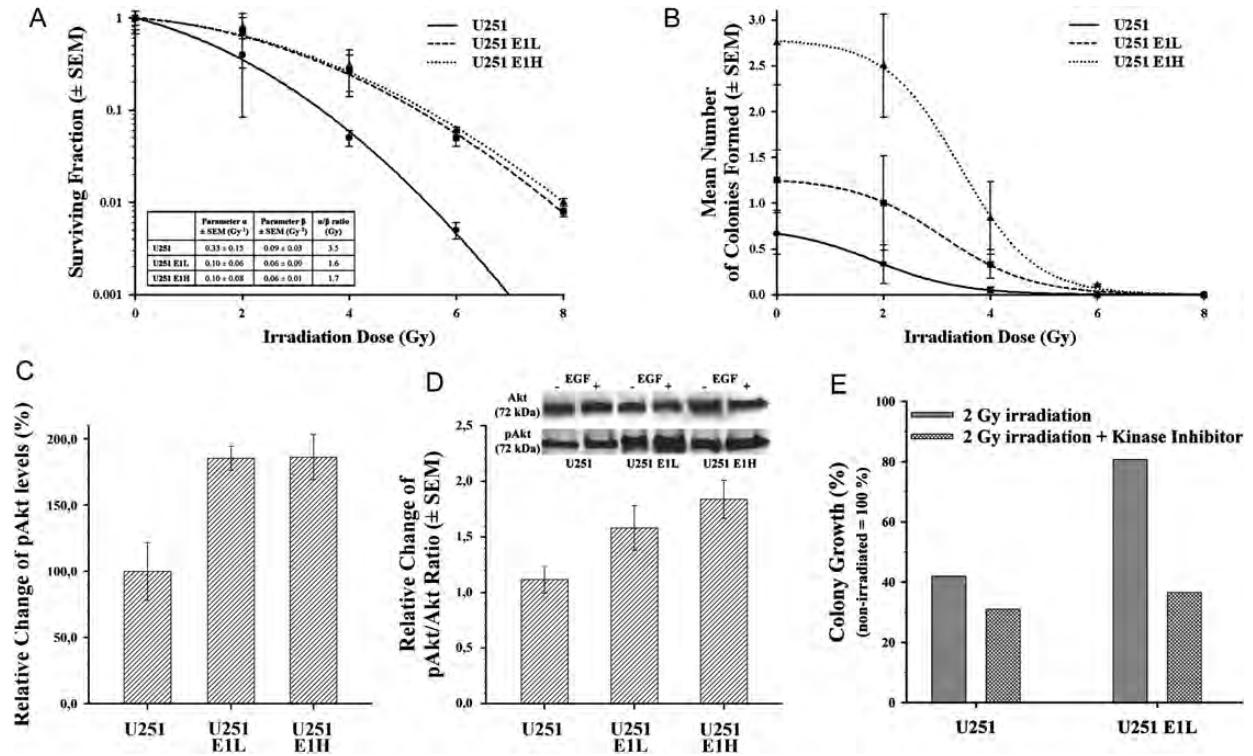 A
Surviving Fraction (± SEM)
1
0.1
0.01
0.001
U251
U251 E1L
U251 E1H
Parameter α ± SEM (Gy⁻¹) Parameter β ± SEM (Gy⁻²) α/β ratio (Gy)
U251 0.33 ± 0.15 0.09 ± 0.03 3.5
U251 E1L 0.10 ± 0.06 0.06 ± 0.09 1.6
U251 E1H 0.10 ± 0.08 0.06 ± 0.01 1.7
0 2 4 6 8
Irradiation Dose (Gy)
B
Mean Number
of Colonies Formed (± SEM)
3.0
2.5
2.0
1.5
1.0
0.5
0.0
U251
U251 E1L
U251 E1H
0 2 4 6 8
Irradiation Dose (Gy)
C
Relative Change of pAkt levels (%)
200,0
150,0
100,0
50,0
0,0
U251
U251
E1L
U251
E1H
D
Relative Change of
pAkt/Akt Ratio (± SEM)
- EGF + - EGF + - EGF +
Akt
(72 kDa)
pAkt
(72 kDa)
U251 U251 E1L U251 E1H
2,5
2,0
1,5
1,0
0,5
0,0
U251
U251
E1L
U251
E1H
E
Colony Growth (%)
(non-irradiated = 100 %)
100
80
60
40
20
0
2 Gy irradiation
2 Gy irradiation + Kinase Inhibitor
U251 U251 E1L